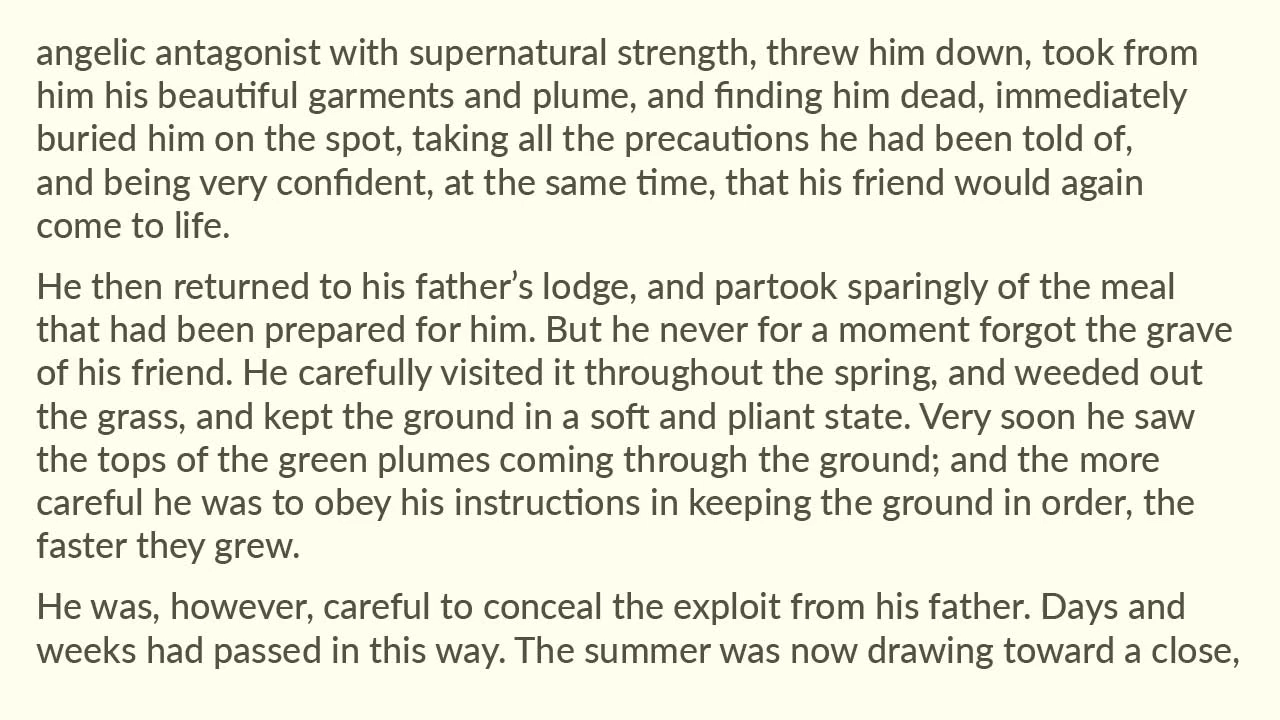 angelic antagonist with supernatural strength, threw him down, took from
him his beautiful garments and plume, and finding him dead, immediately
buried him on the spot, taking all the precautions he had been told of,
and being very confident, at the same time, that his friend would again
come to life.
He then returned to his father’s lodge, and partook sparingly of the meal
that had been prepared for him. But he never for a moment forgot the grave
of his friend. He carefully visited it throughout the spring, and weeded out
the grass, and kept the ground in a soft and pliant state. Very soon he saw
the tops of the green plumes coming through the ground; and the more
careful he was to obey his instructions in keeping the ground in order, the
faster they grew.
He was, however, careful to conceal the exploit from his father. Days and
weeks had passed in this way. The summer was now drawing toward a close,